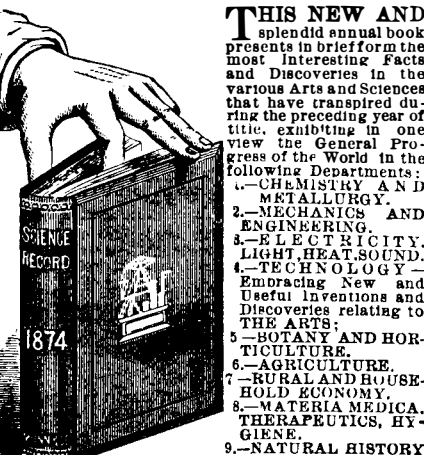 SCIENCE
RECORD
1874
THIS NEW AND
splendid annual book
presents in brief form the
most Interesting Facts
and Discoveries in the
various Arts and Sciences
that have transpired du-
ring the preceding year of
title, exhibiting in one
view the General Pro-
gress of the World in the
following Departments:
1.—CHEMISTRY AND
METALLURGY.
2.—MECHANICS AND
ENGINEERING.
3.—ELECTRICITY,
LIGHT, HEAT, SOUND.
4.—TECHNOLOGY—
Embracing New and
Useful Inventions and
Discoveries relating to
THE ARTS;
5—BOTANY AND HOR-
TICULTURE.
6.—AGRICULTURE.
7—RURAL AND HOUSE-
HOLD ECONOMY.
8.—MATERIA MEDICA,
THERAPEUTICS, HY-
GIENE.
9.—NATURAL HISTORY